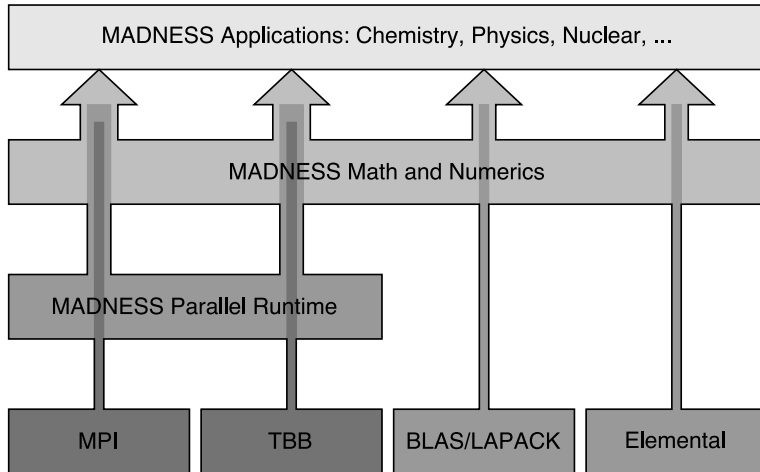 MADNESS Applications: Chemistry, Physics, Nuclear, ...
MADNESS Math and Numerics
MADNESS Parallel Runtime
MPI
TBB
BLAS/LAPACK
Elemental